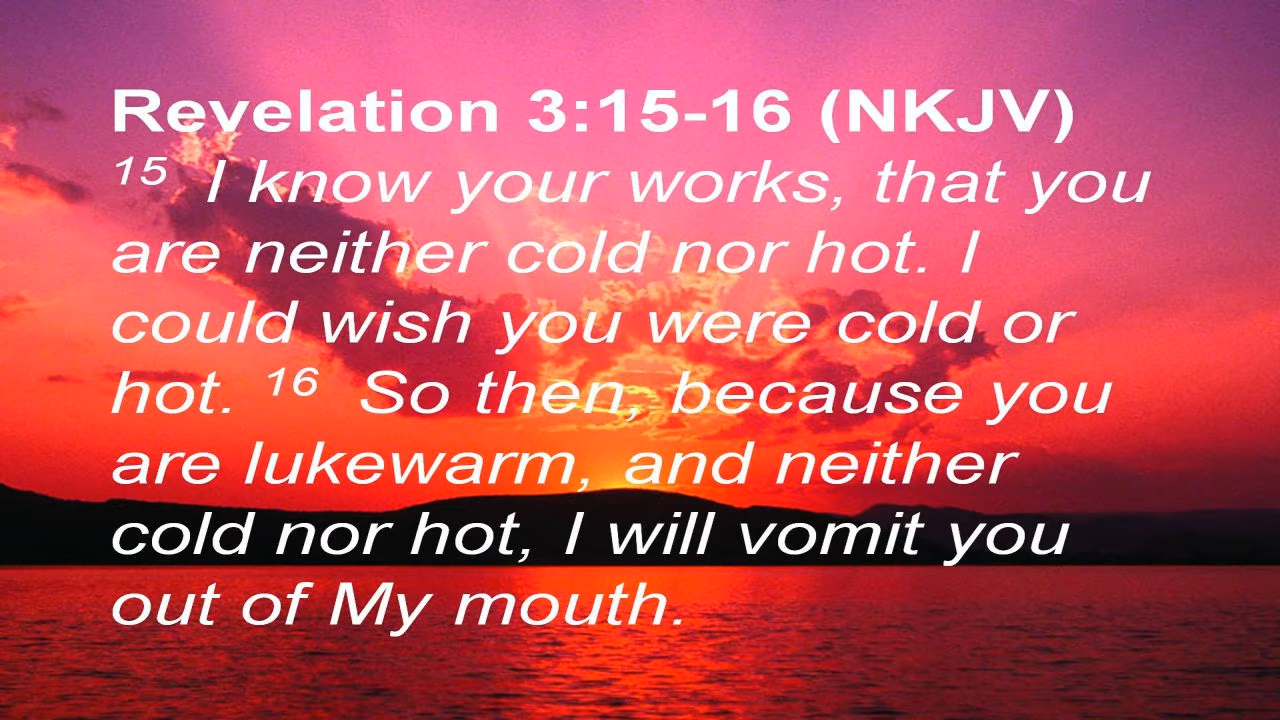 Revelation 3:15-16 (NKJV)
15 I know your works, that you
are neither cold nor hot. I
could wish you were cold or
hot. 16 So then, because you
are lukewarm, and neither
cold nor hot, I will vomit you
out of My mouth.